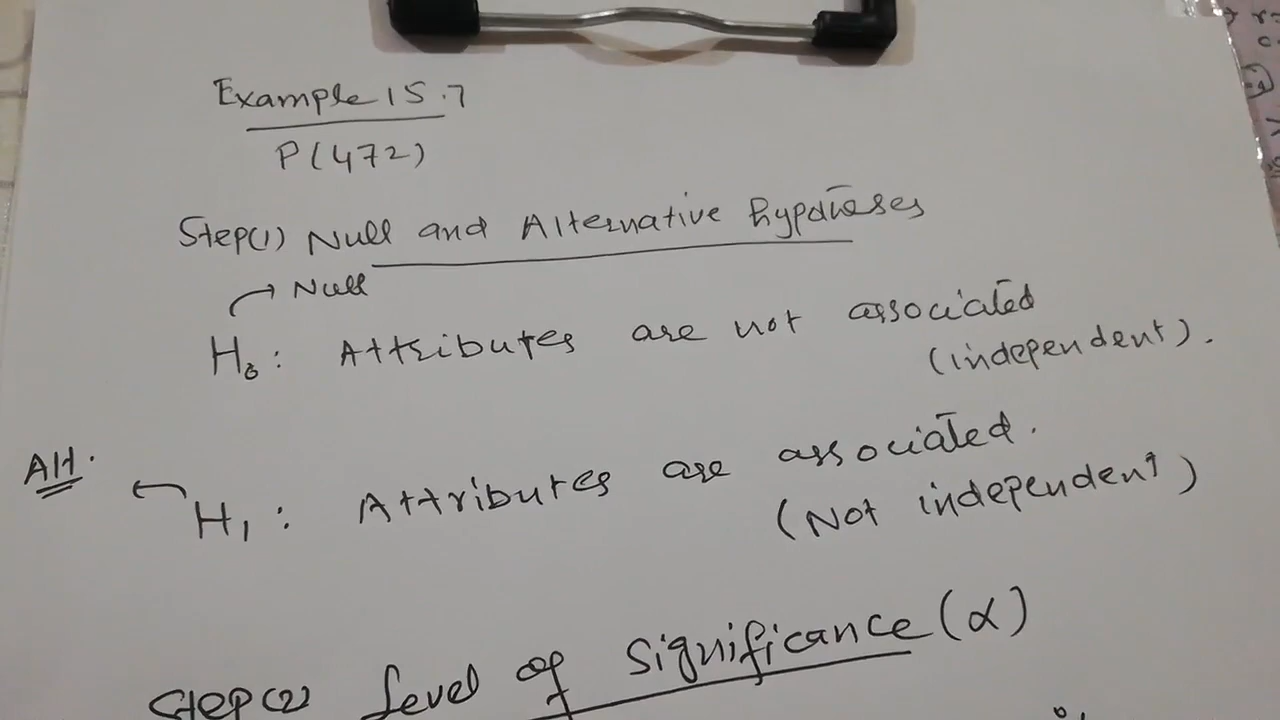 Example 15.7
P(472)
Step(1) Null and Alternative Hypotheses
→ Null
H₀: Attributes are not associated
(independent).
AH.
H₁: Attributes are associated.
(Not independent)
Step(2) Level of Significance (α)